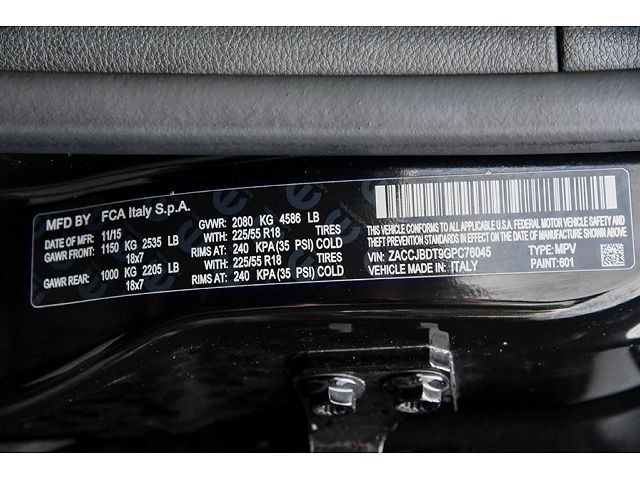 MFD BY FCA Italy S.p.A.
DATE OF MFR: 11/15 GVWR: 2080 KG 4586 LB
GAWR FRONT: 1150 KG 2535 LB WITH: 225/55 R18 TIRES
18x7 RIMS AT: 240 KPA(35 PSI) COLD
GAWR REAR: 1000 KG 2205 LB WITH: 225/55 R18 TIRES
18x7 RIMS AT: 240 KPA(35 PSI) COLD
THIS VEHICLE CONFORMS TO ALL APPLICABLE U.S.A. FEDERAL MOTOR VEHICLE SAFETY AND
THEFT PREVENTION STANDARDS IN EFFECT ON THE DATE OF MANUFACTURE SHOWN ABOVE.
VIN: ZACCJBDT9GPC76045 TYPE: MPV
VEHICLE MADE IN: ITALY PAINT: 601